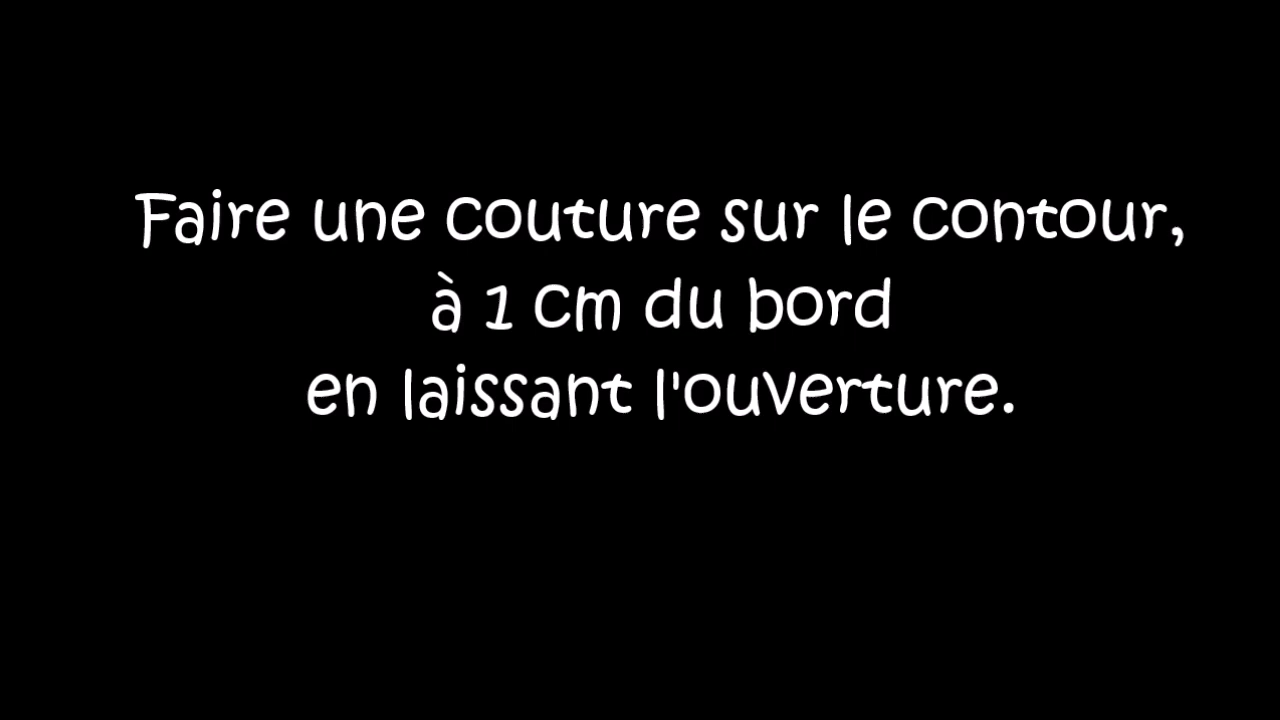 Faire une couture sur le contour,
à 1 cm du bord
en laissant l'ouverture.